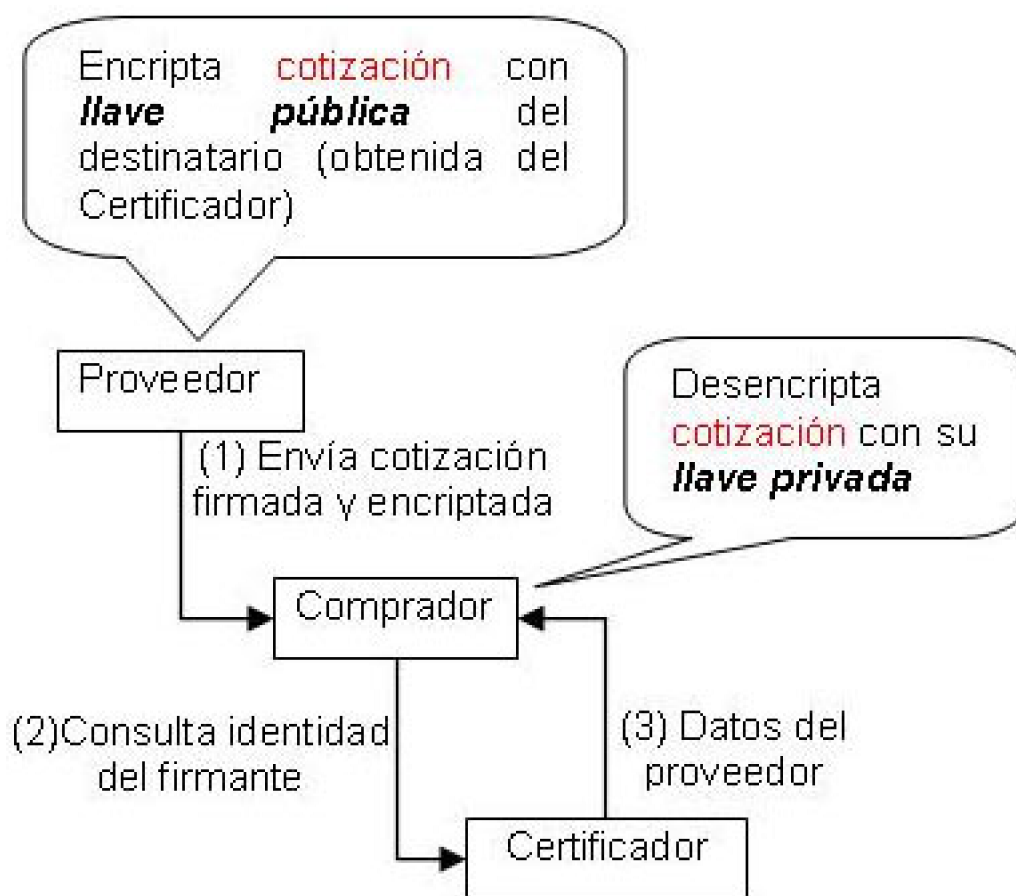 Encripta cotización con
llave pública del
destinatario (obtenida del
Certificador)
Proveedor
(1) Envía cotización
firmada y encriptada
Desencripta
cotización con su
llave privada
Comprador
(2)Consulta identidad
del firmante
(3) Datos del
proveedor
Certificador